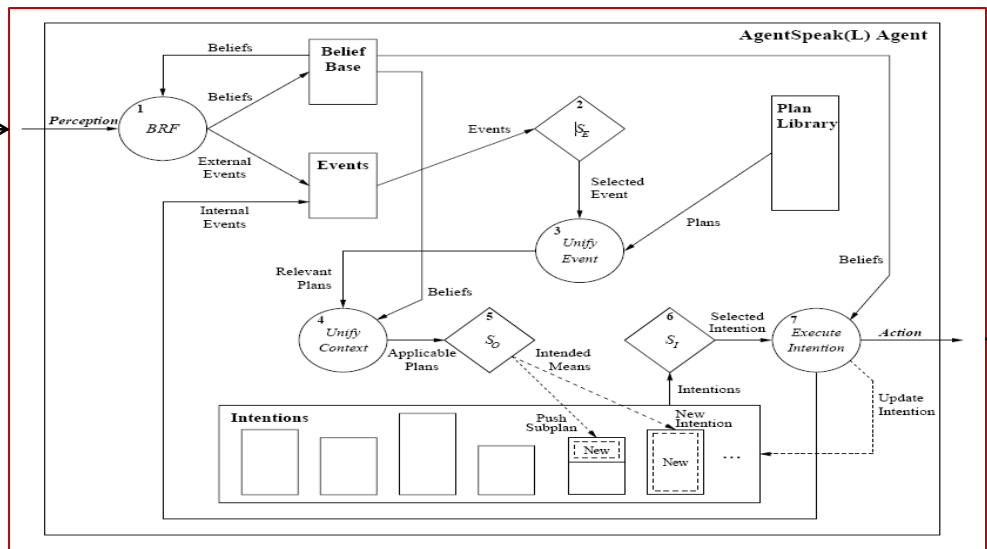 AgentSpeak(L) Agent
Beliefs
Belief
Base
Plan
Library
1
Beliefs
2
Perception
BRF
Events
S_E
External
Events
Events
Selected
Event
Internal
Events
3
Plans
Unify
Event
Relevant
Plans
Beliefs
Beliefs
4
5
6
Selected
Intention
7
Unify
Context
S_O
S_I
Execute
Intention
Action
Applicable
Plans
Intended
Means
Intentions
Update
Intention
Intentions
Push
Subplan
New
Intention
New
New
...